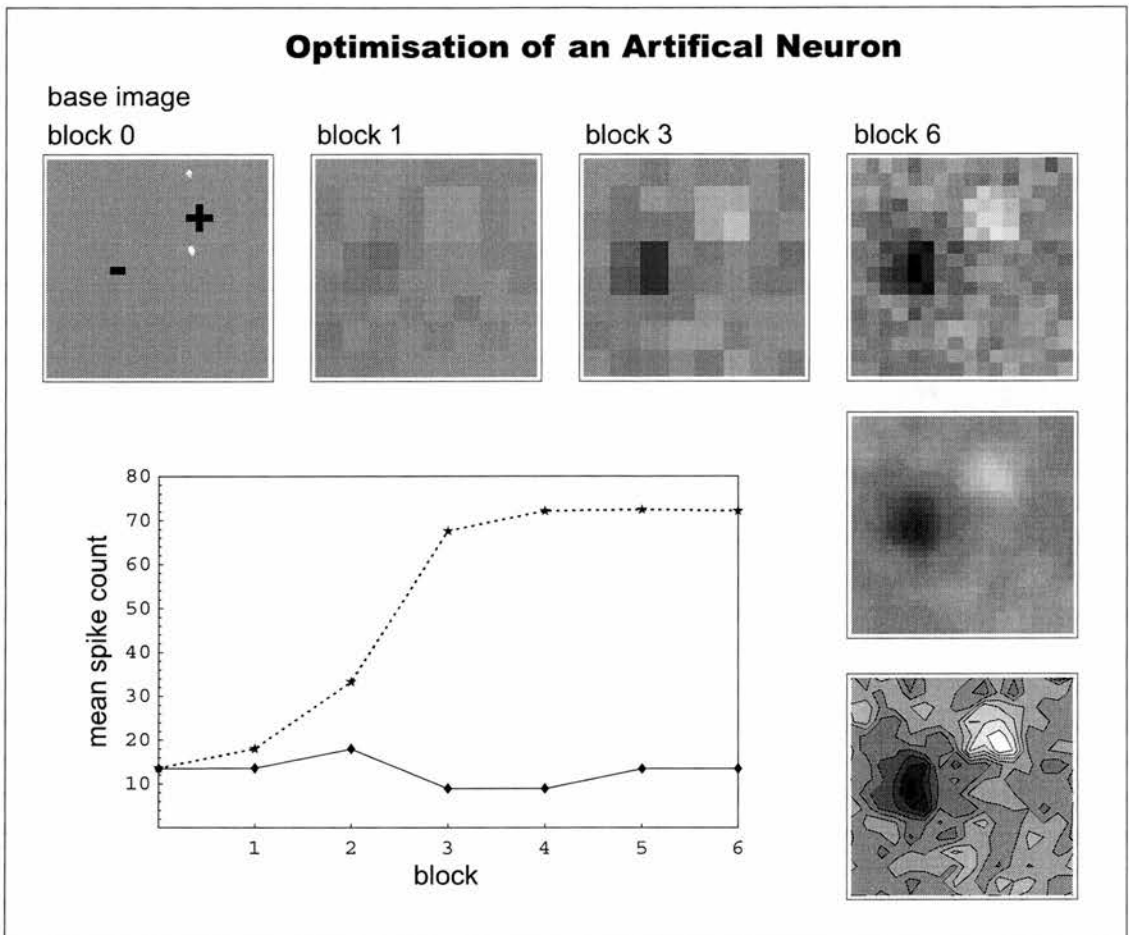 Optimisation of an Artifical Neuron
base image
block 0
block 1
block 3
block 6
+
-
80
70
60
50
40
30
20
10
mean spike count
1 2 3 4 5 6
block